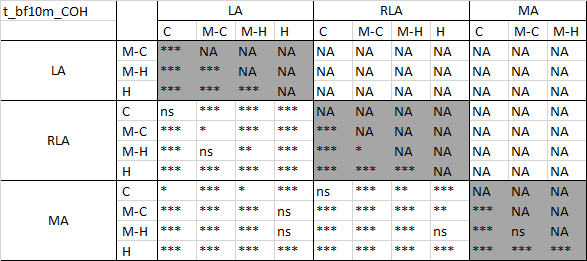 t_bf10m_COH LA RLA MA
C M-C M-H H C M-C M-H H C M-C M-H
LA M-C *** NA NA NA NA NA NA NA NA NA NA
M-H *** *** NA NA NA NA NA NA NA NA NA
H *** *** *** NA NA NA NA NA NA NA NA
RLA C ns *** *** *** NA NA NA NA NA NA NA
M-C *** * *** *** *** NA NA NA NA NA NA
M-H *** ns ** *** *** * NA NA NA NA NA
H *** *** *** *** *** *** *** NA NA NA NA
MA C * *** * *** ns *** ** *** NA NA NA
M-C *** *** *** ns *** *** *** ** *** NA NA
M-H *** *** *** ns *** *** *** ns *** ns NA
H *** *** *** *** *** *** *** *** *** *** ***